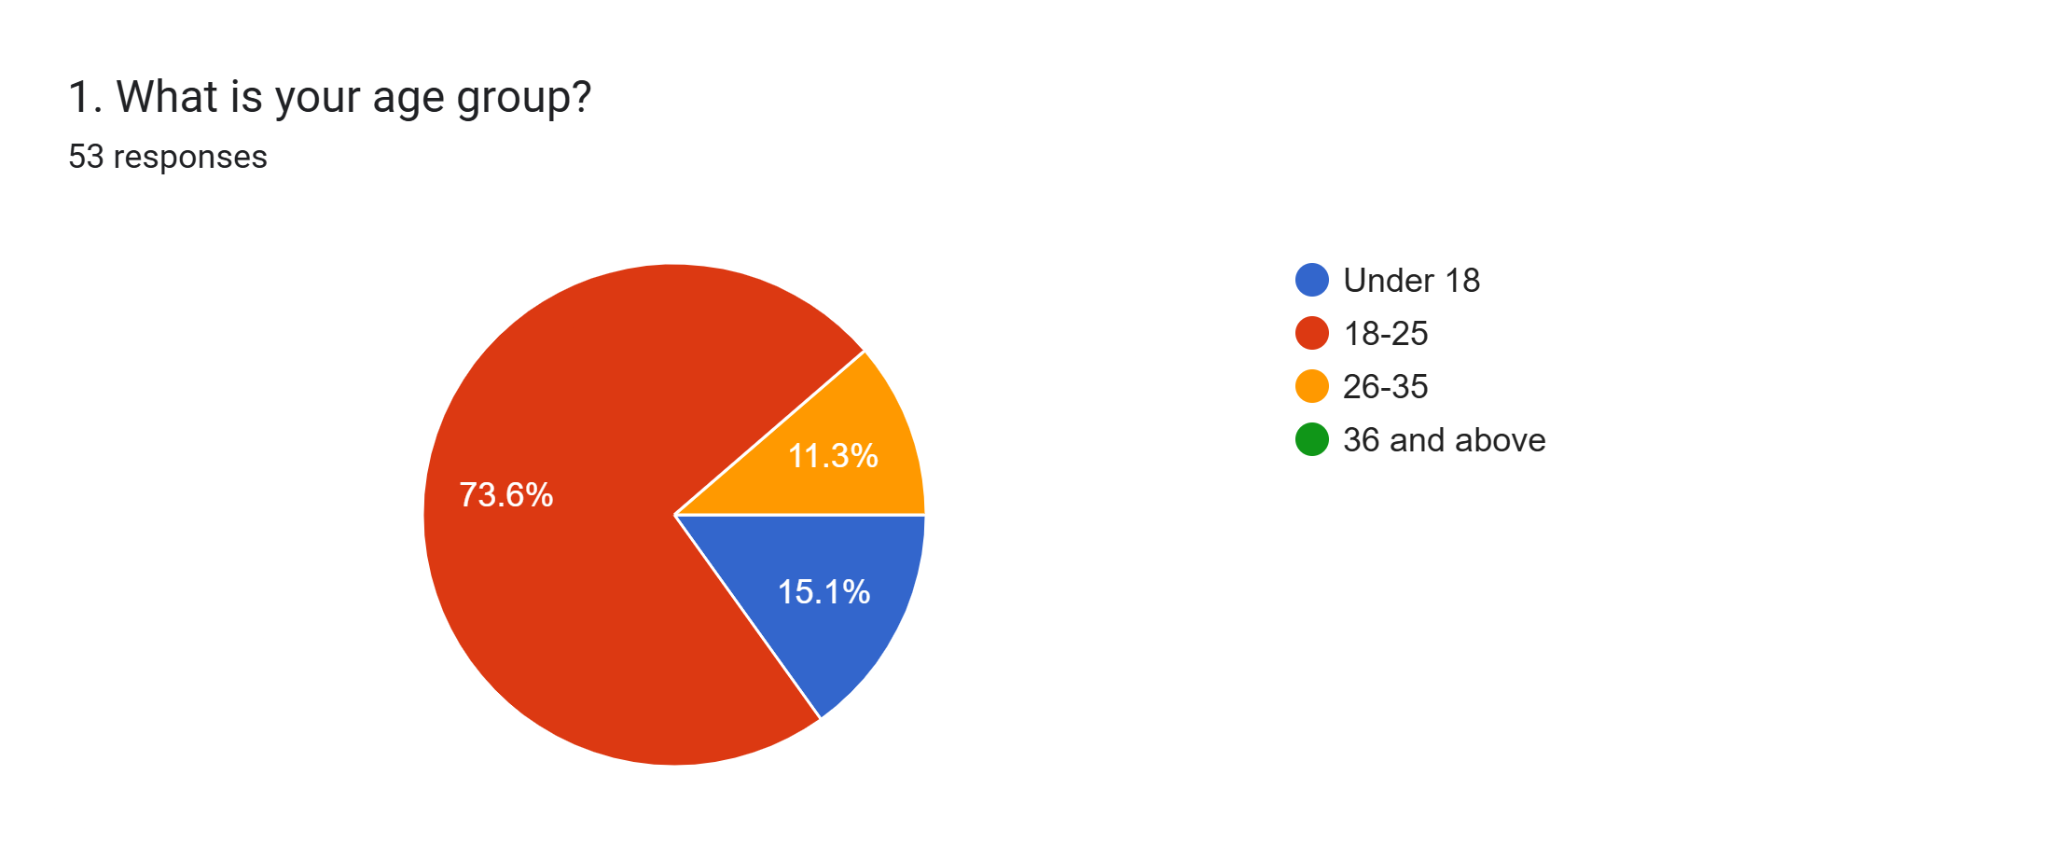 1. What is your age group?
53 responses
73.6%
11.3%
15.1%
Under 18
18-25
26-35
36 and above